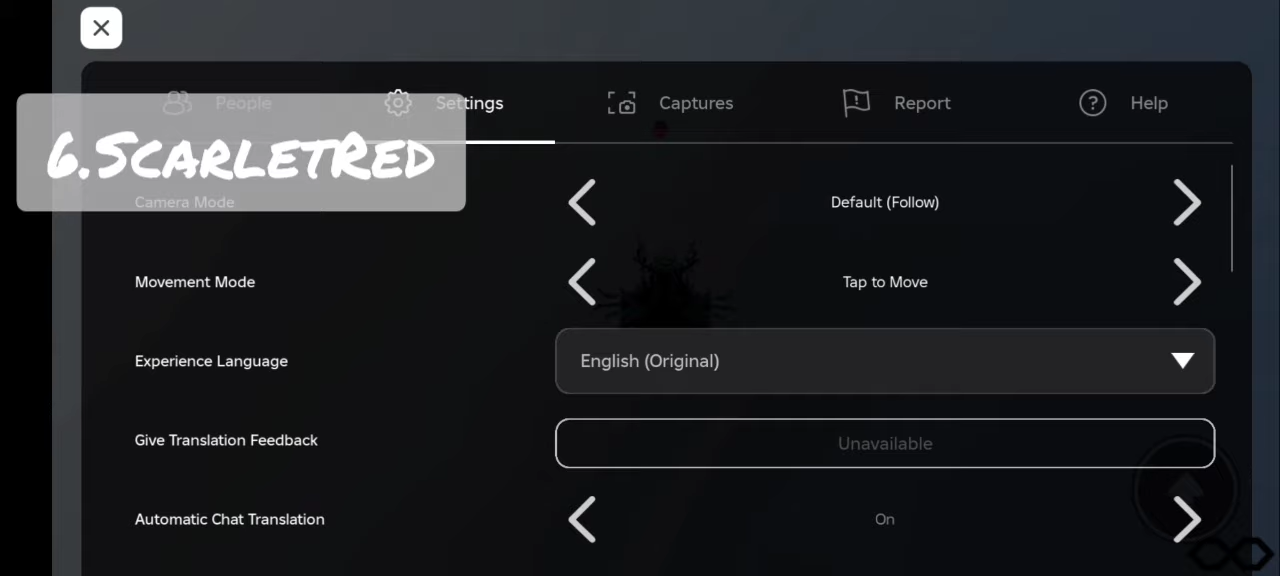 People Settings Captures Report Help
6.ScarletRed
Camera Mode Default (Follow)
Movement Mode Tap to Move
Experience Language English (Original)
Give Translation Feedback Unavailable
Automatic Chat Translation On